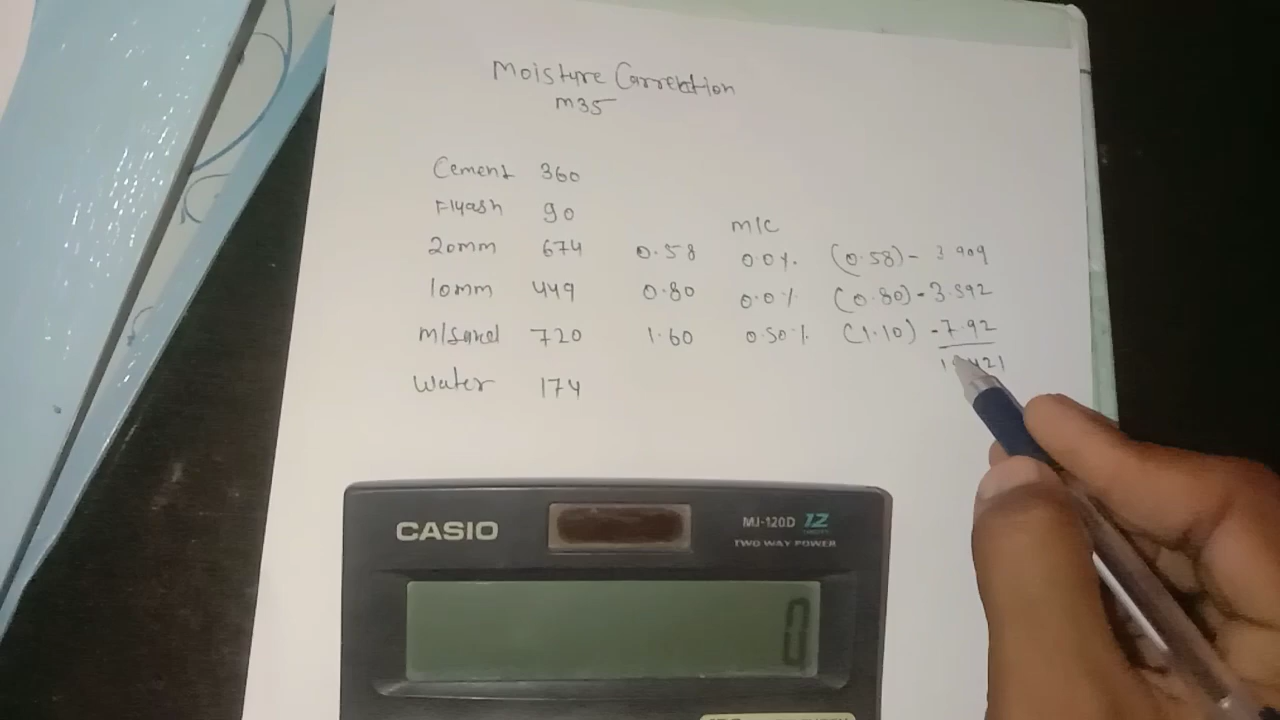 Moisture Correction
M35
Cement 360
Flyash 90
M/C
20mm 674 0.58 0.0% (0.58) - 3.909
10mm 449 0.80 0.0% (0.80) - 3.592
M/Sand 720 1.60 0.50% (1.10) - 7.92
Water 174
CASIO
MJ-120D 12
TWO WAY POWER
0